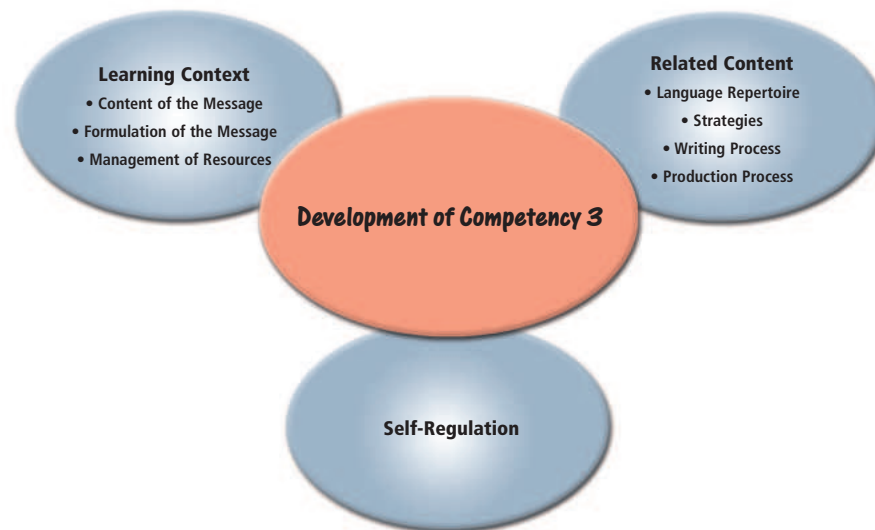 Learning Context
• Content of the Message
• Formulation of the Message
• Management of Resources
Related Content
• Language Repertoire
• Strategies
• Writing Process
• Production Process
Development of Competency 3
Self-Regulation